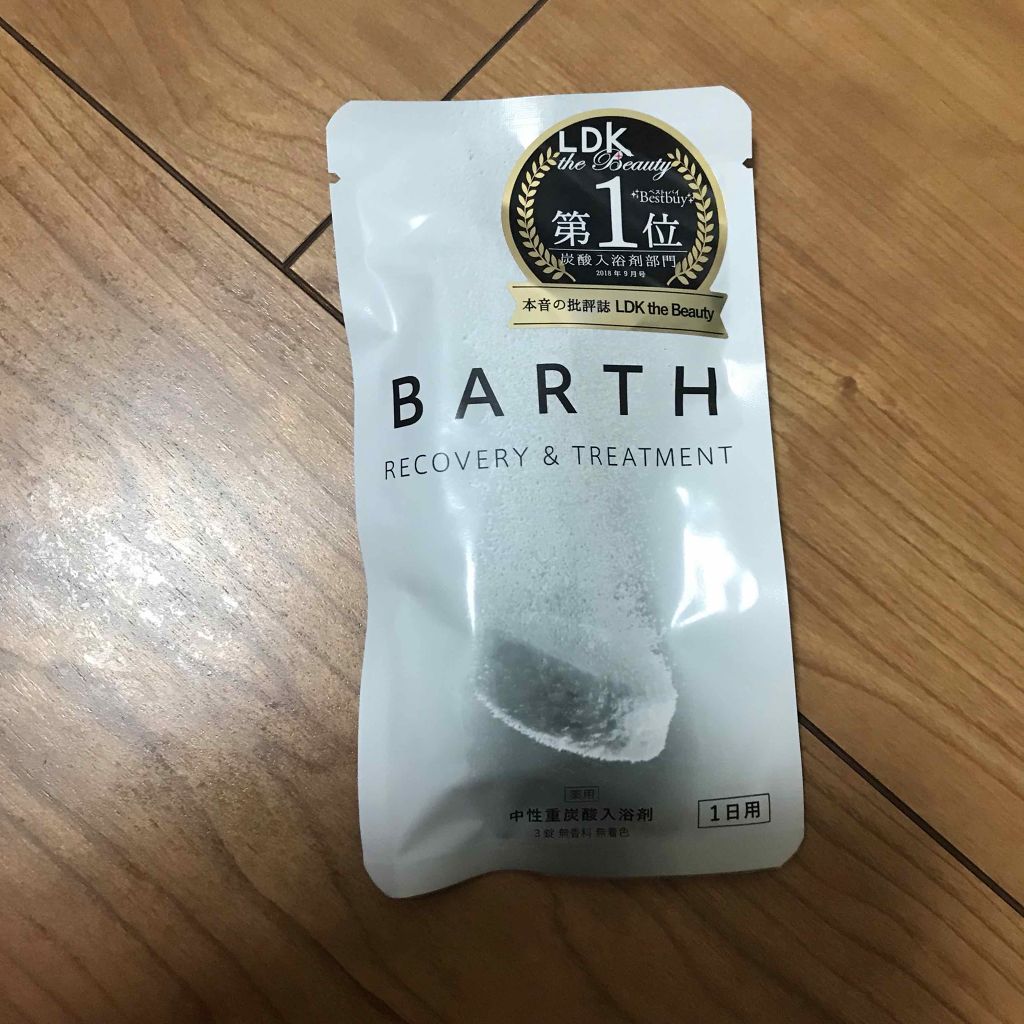 LDK
the Beauty
ベストバイ
Bestbuy
第1位
炭酸入浴剤部門
2018年9月号
本音の批評誌 LDK the Beauty
BARTH
RECOVERY & TREATMENT
薬用
中性重炭酸入浴剤
3錠 無香料 無着色
1日用